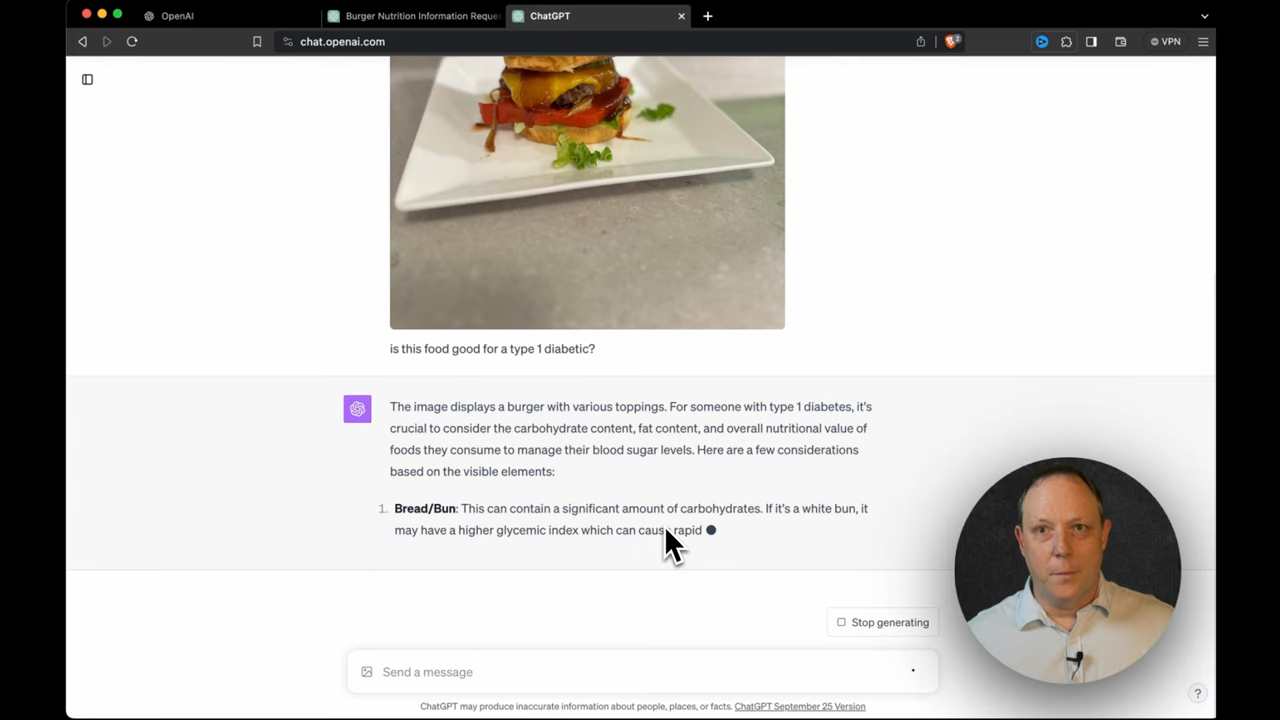 OpenAI
Burger Nutrition Information Reques
ChatGPT
chat.openai.com
2
VPN
is this food good for a type 1 diabetic?
The image displays a burger with various toppings. For someone with type 1 diabetes, it's
crucial to consider the carbohydrate content, fat content, and overall nutritional value of
foods they consume to manage their blood sugar levels. Here are a few considerations
based on the visible elements:
1. Bread/Bun: This can contain a significant amount of carbohydrates. If it's a white bun, it
may have a higher glycemic index which can cause rapid
Stop generating
Send a message
ChatGPT may produce inaccurate information about people, places, or facts. ChatGPT September 25 Version
?